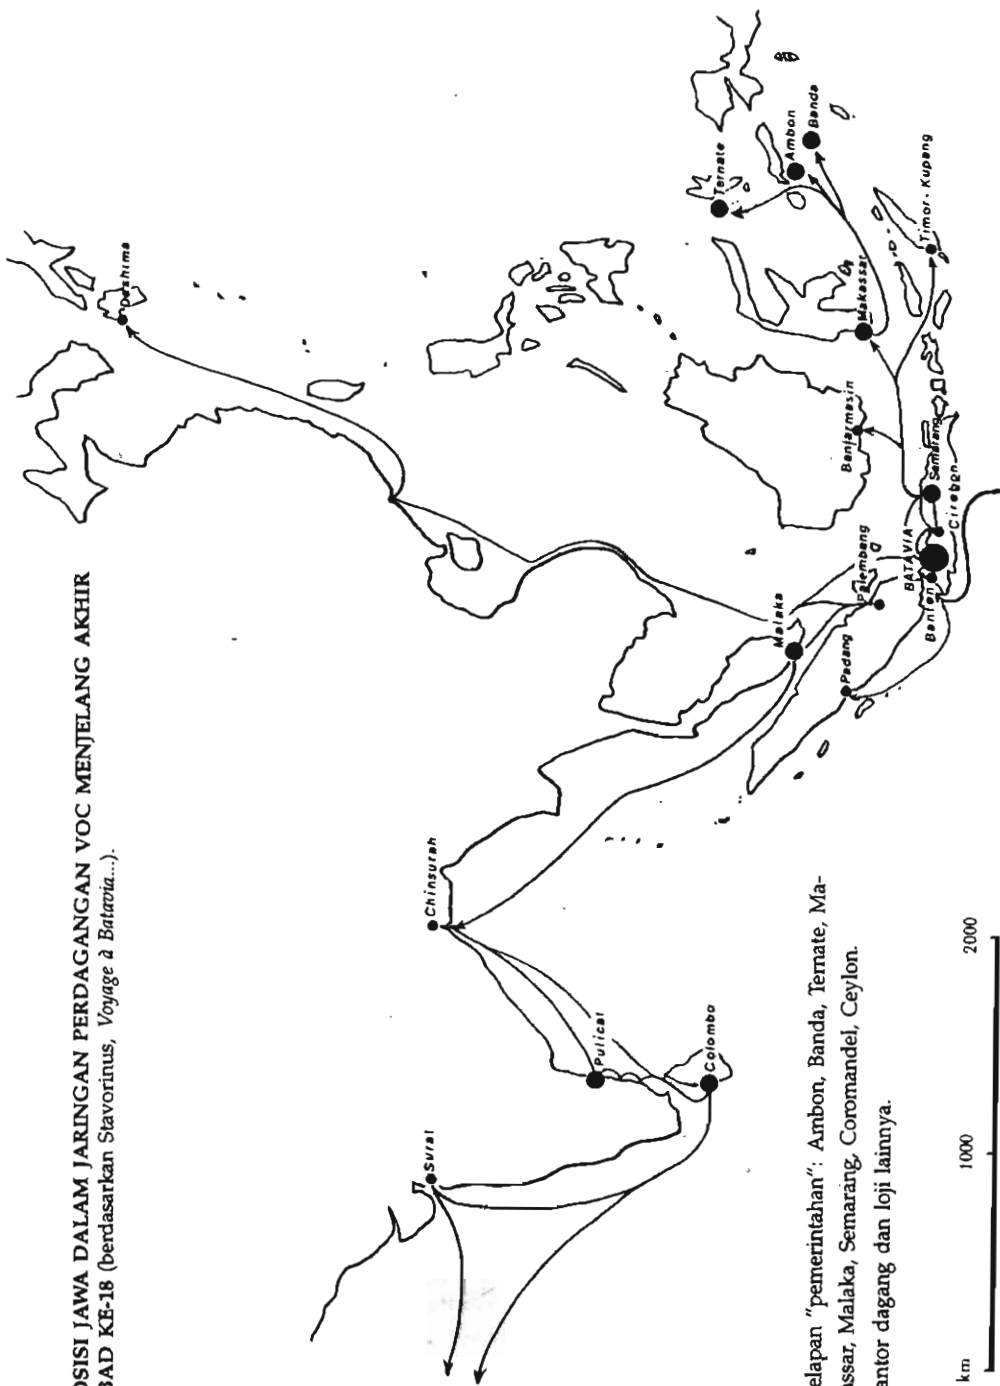 OSISI JAWA DALAM JARINGAN PERDAGANGAN VOC MENJELANG AKHIR
BAD KE-18 (berdasarkan Stavorinus, Voyage à Batavia...).
Deshima
Chinsurah
Surat
Pulicat
Colombo
Malaka
Padang
Palembang
Banten
BATAVIA
Cirebon
Semarang
Banjarmasin
Makassar
Ternate
Ambon
Banda
Timor-Kupang
elapan "pemerintahan": Ambon, Banda, Ternate, Ma-
assar, Malaka, Semarang, Coromandel, Ceylon.
antor dagang dan loji lainnya.
km 1000 2000